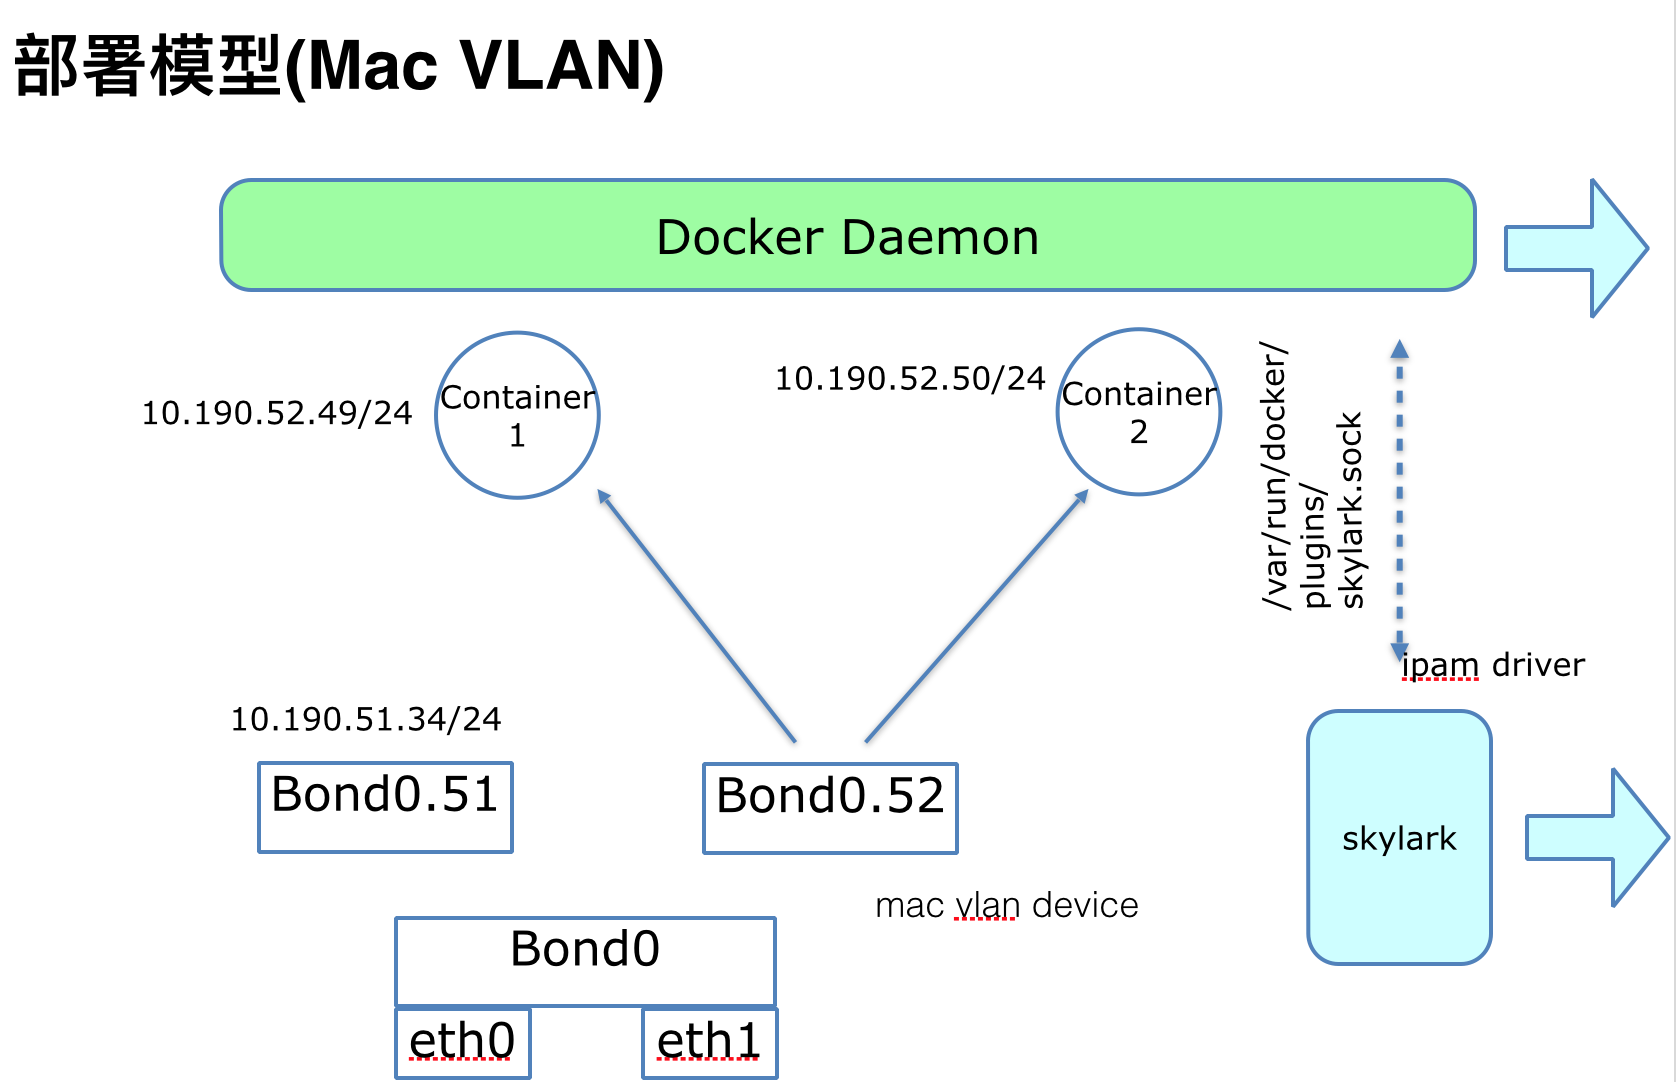 部署模型(Mac VLAN)
Docker Daemon
10.190.52.49/24
Container
1
10.190.52.50/24
Container
2
/var/run/docker/
plugins/
skylark.sock
ipam driver
10.190.51.34/24
Bond0.51
Bond0.52
skylark
mac vlan device
Bond0
eth0
eth1